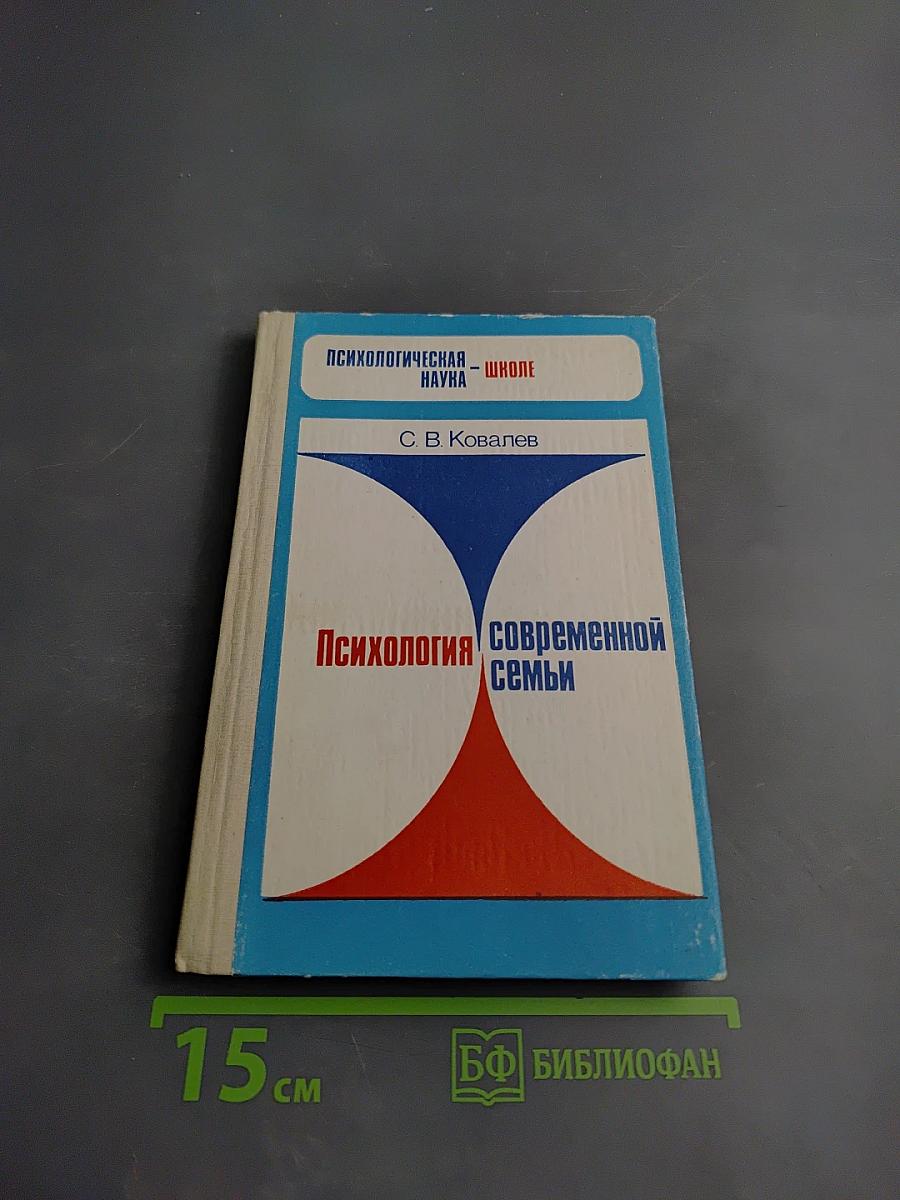 ПСИХОЛОГИЧЕСКАЯ
НАУКА – ШКОЛЕ
С. В. Ковалев
Психология
современной
семьи
15 см
БФ БИБЛИОФАН